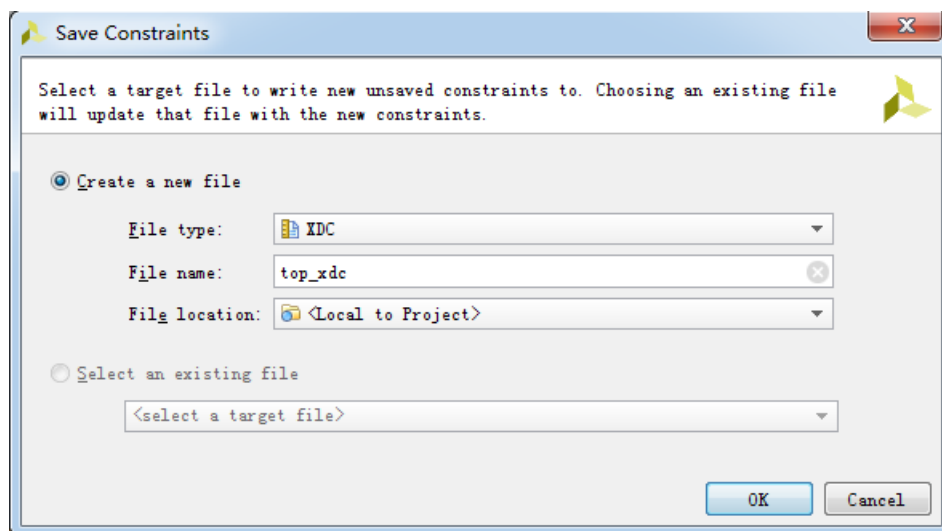 Save Constraints
Select a target file to write new unsaved constraints to. Choosing an existing file
will update that file with the new constraints.
Create a new file
File type: XDC
File name: top_xdc
File location: <Local to Project>
Select an existing file
<select a target file>
OK Cancel